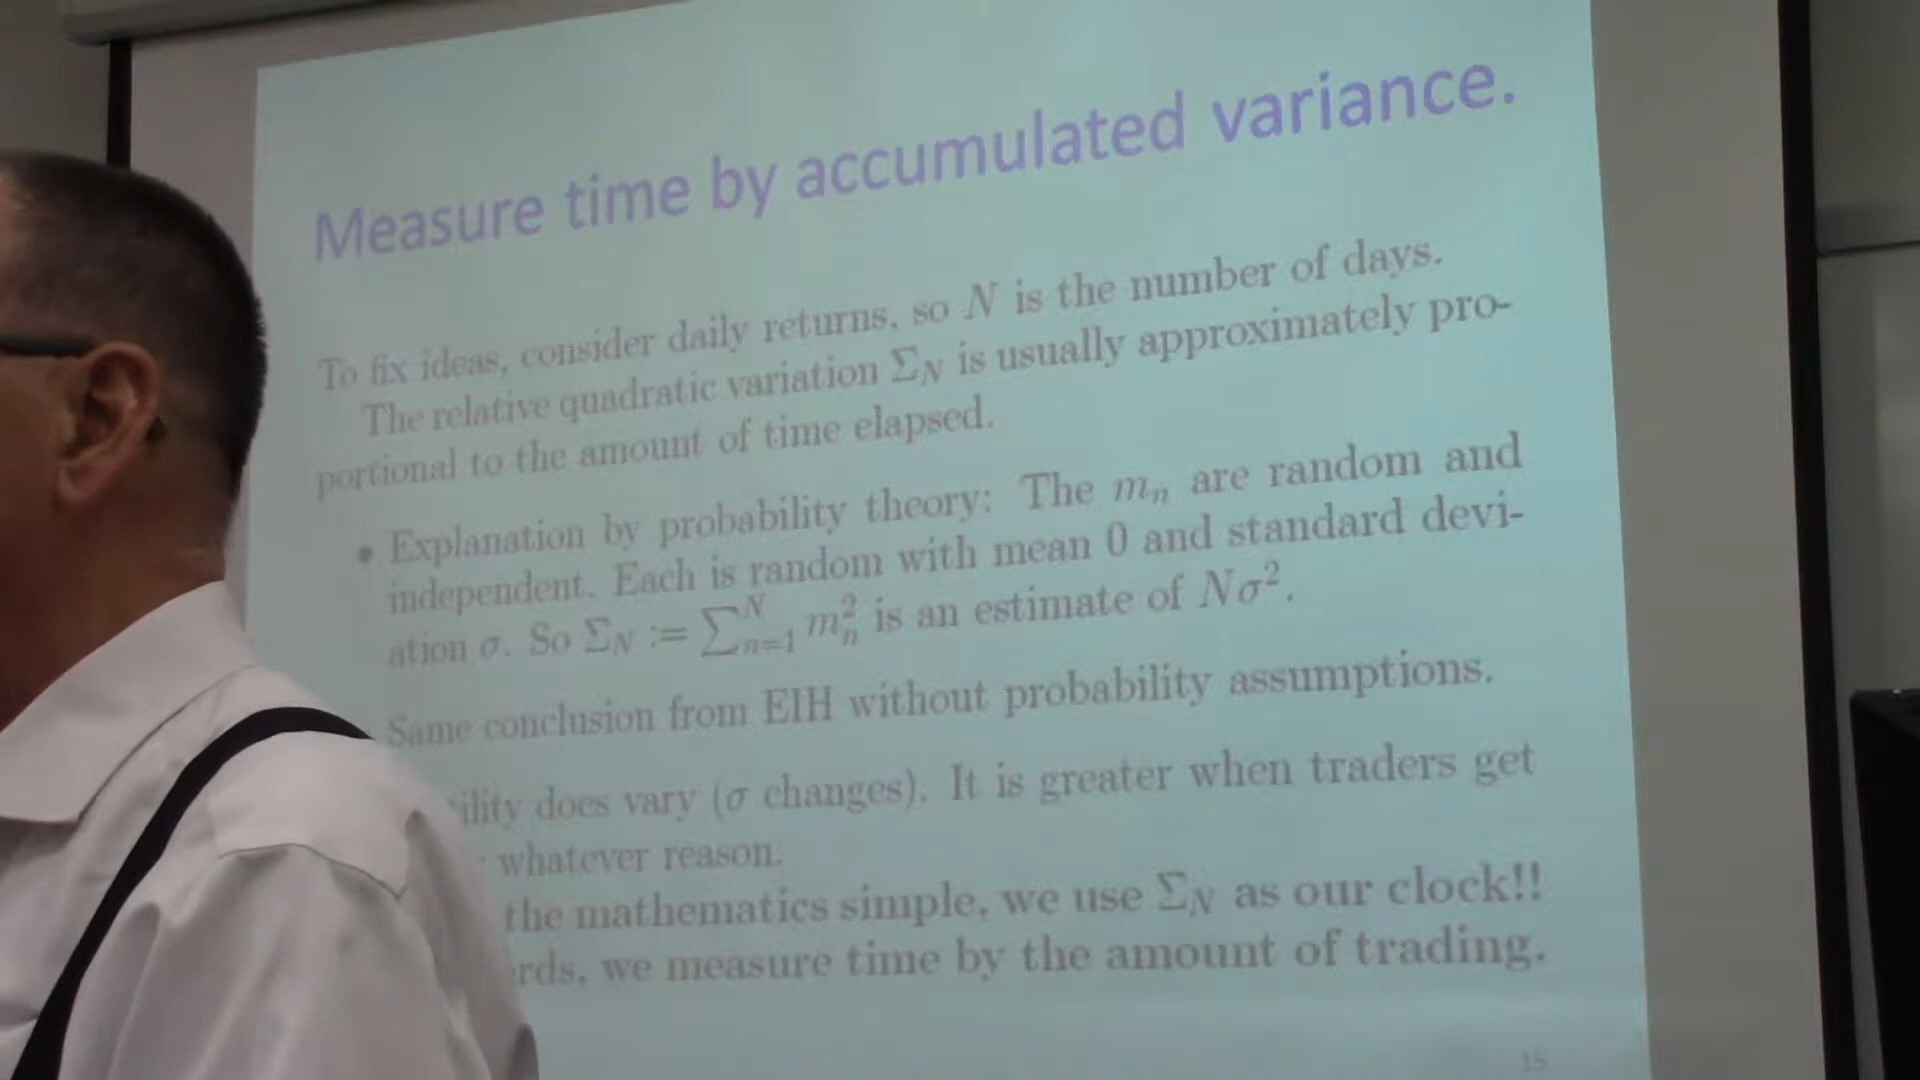 Measure time by accumulated variance.
To fix ideas, consider daily returns, so N is the number of days.
The relative quadratic variation Σ_N is usually approximately pro-
portional to the amount of time elapsed.
• Explanation by probability theory: The m_n are random and
independent. Each is random with mean 0 and standard devi-
ation σ. So Σ_N := ∑_{n=1}^N m_n^2 is an estimate of Nσ^2.
Same conclusion from EIH without probability assumptions.
does vary (σ changes). It is greater when traders get
whatever reason.
the mathematics simple, we use Σ_N as our clock!!
we measure time by the amount of trading.
15